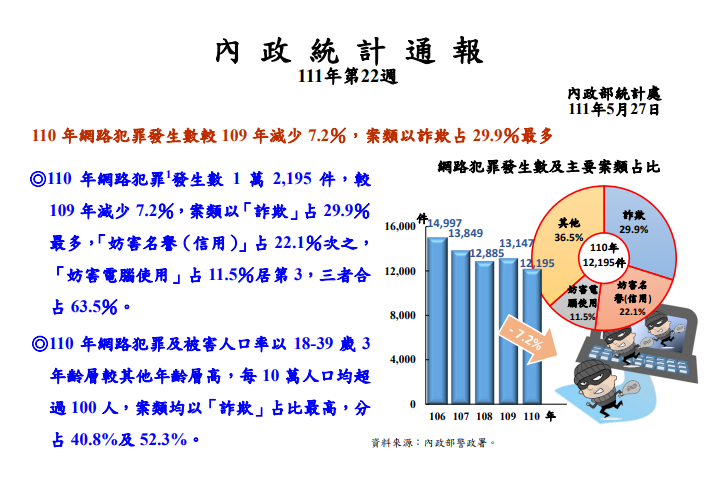 內政統計通報
111年第22週
內政部統計處
111年5月27日
110 年網路犯罪發生數較 109 年減少 7.2%，案類以詐欺占 29.9%最多
◎110 年網路犯罪1發生數 1 萬 2,195 件，較
109 年減少 7.2%，案類以「詐欺」占 29.9%
最多，「妨害名譽（信用）」占 22.1%次之，
「妨害電腦使用」占 11.5%居第 3，三者合
占 63.5%。
◎110 年網路犯罪及被害人口率以 18-39 歲 3
年齡層較其他年齡層高，每 10 萬人口均超
過 100 人，案類均以「詐欺」占比最高，分
占 40.8%及 52.3%。
網路犯罪發生數及主要案類占比
件
16,000
12,000
8,000
4,000
0
14,997
13,849
12,885
13,147
12,195
- 7.2%
106 107 108 109 110 年
其他
36.5%
詐欺
29.9%
110年
12,195件
妨害電
腦使用
11.5%
妨害名
譽(信用)
22.1%
資料來源：內政部警政署。